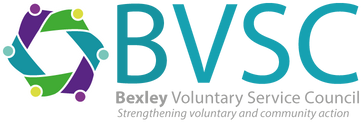 BVSC
Bexley Voluntary Service Council
Strengthening voluntary and community action